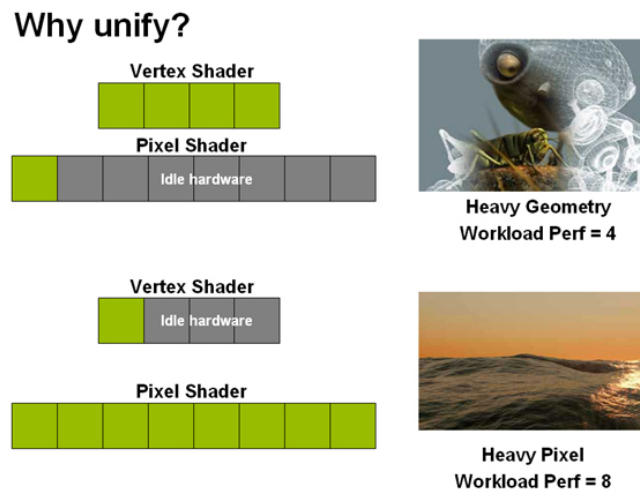 Why unify?
Vertex Shader
Pixel Shader
Idle hardware
Heavy Geometry
Workload Perf = 4
Vertex Shader
Idle hardware
Pixel Shader
Heavy Pixel
Workload Perf = 8